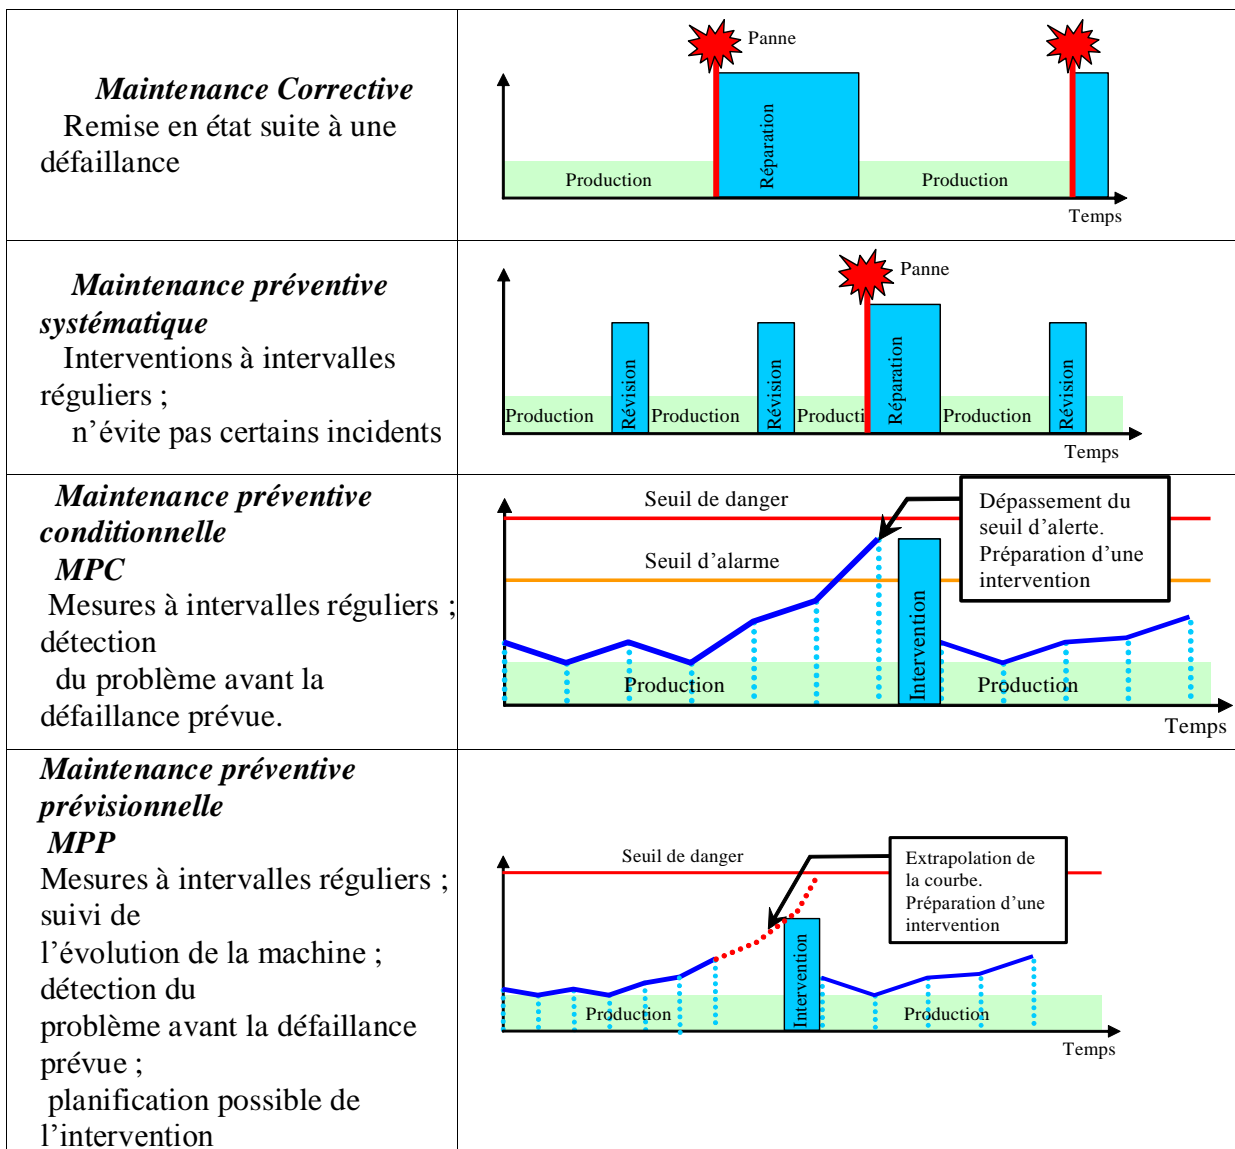 Maintenance Corrective
Remise en état suite à une
défaillance
Panne
Réparation
Production
Production
Temps
Maintenance préventive
systématique
Interventions à intervalles
réguliers ;
n’évite pas certains incidents
Panne
Production
Révision
Production
Révision
Producti
Réparation
Production
Révision
Temps
Maintenance préventive
conditionnelle
MPC
Mesures à intervalles réguliers ;
détection
du problème avant la
défaillance prévue.
Seuil de danger
Seuil d’alarme
Dépassement du
seuil d’alerte.
Préparation d’une
intervention
Production
Intervention
Production
Temps
Maintenance préventive
prévisionnelle
MPP
Mesures à intervalles réguliers ;
suivi de
l’évolution de la machine ;
détection du
problème avant la défaillance
prévue ;
planification possible de
l’intervention
Seuil de danger
Extrapolation de
la courbe.
Préparation d’une
intervention
Production
Intervention
Production
Temps